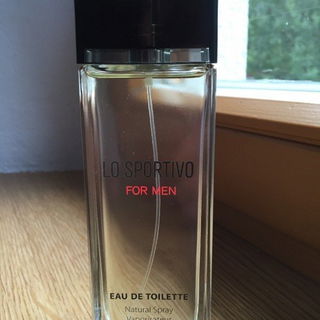 LO SPORTIVO
FOR MEN
EAU DE TOILETTE
Natural Spray
Vaporisateur